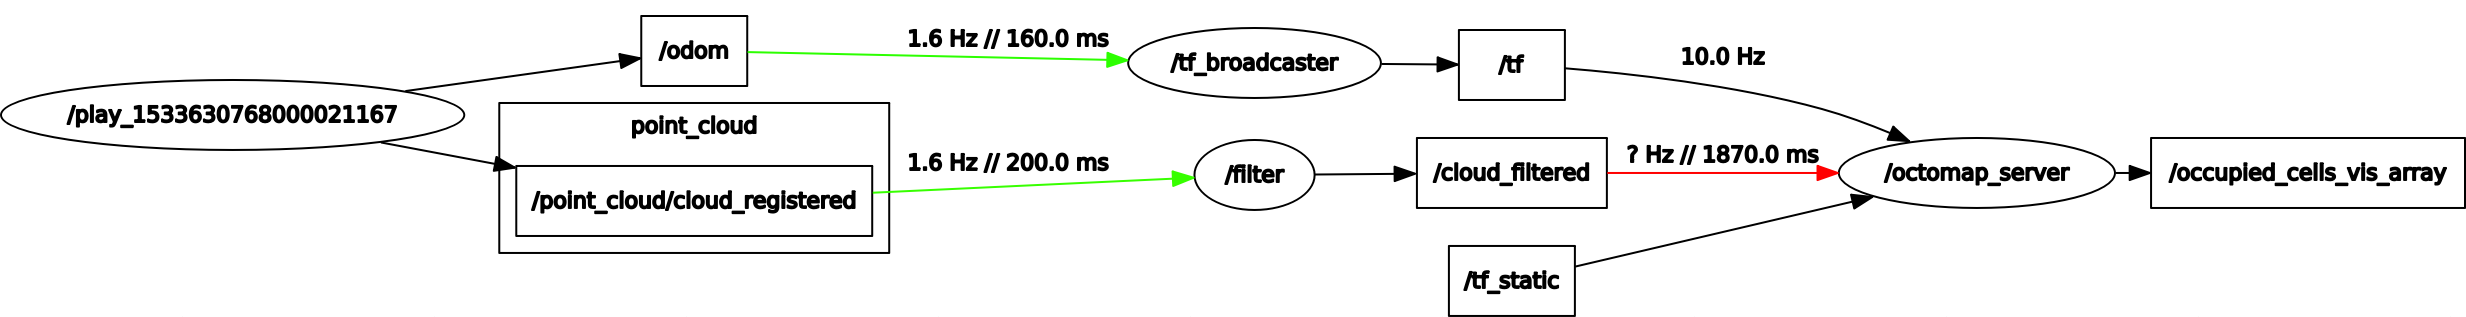 /play_1533630768000021167
/odom
1.6 Hz // 160.0 ms
/tf_broadcaster
/tf
10.0 Hz
point_cloud
/point_cloud/cloud_registered
1.6 Hz // 200.0 ms
/filter
/cloud_filtered
? Hz // 1870.0 ms
/octomap_server
/occupied_cells_vis_array
/tf_static